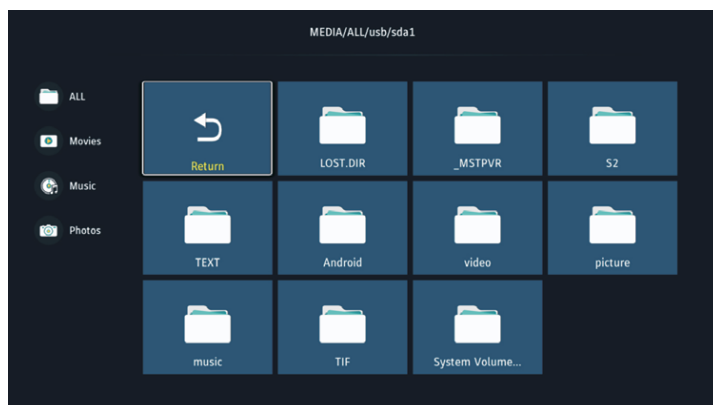 MEDIA/ALL/usb/sda1
ALL
Movies
Music
Photos
Return
LOST.DIR
_MSTPVR
S2
TEXT
Android
video
picture
music
TIF
System Volume...